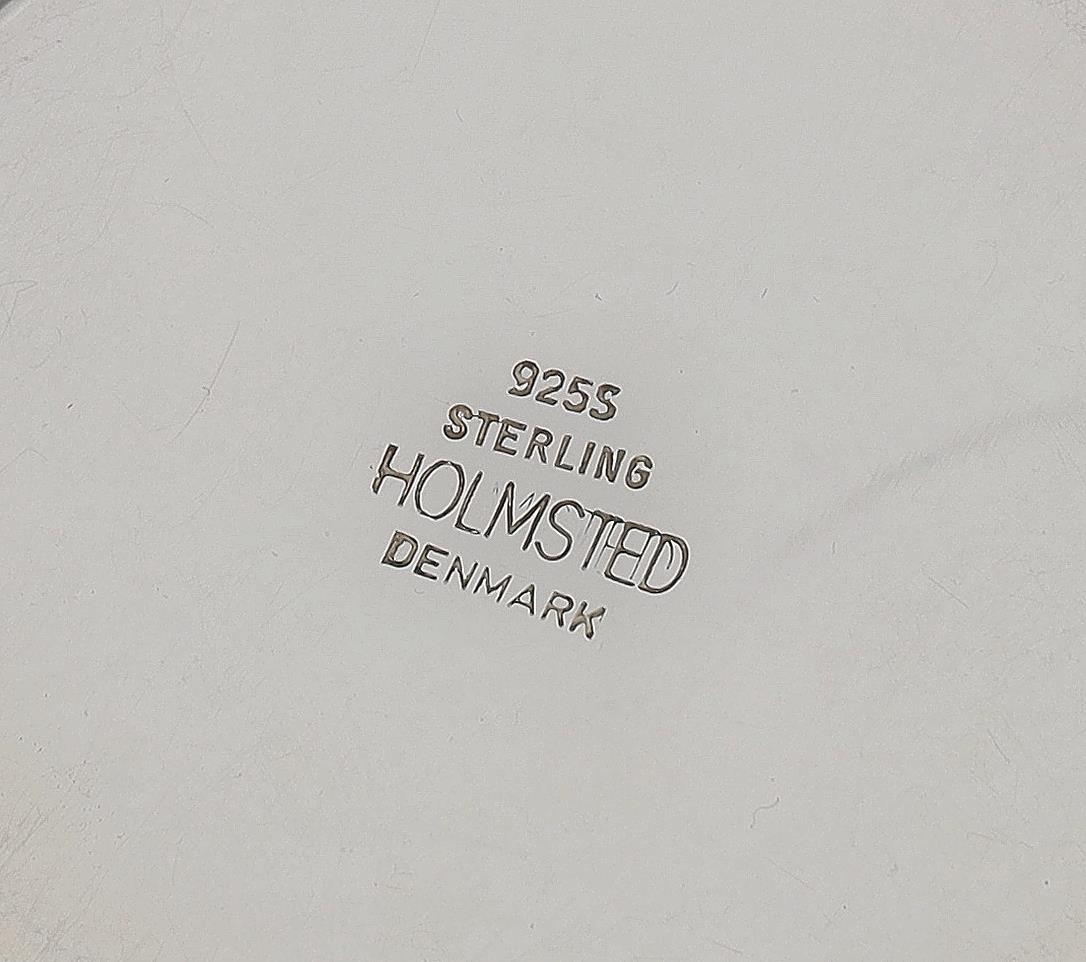 925S
STERLING
HOLMSTED
DENMARK